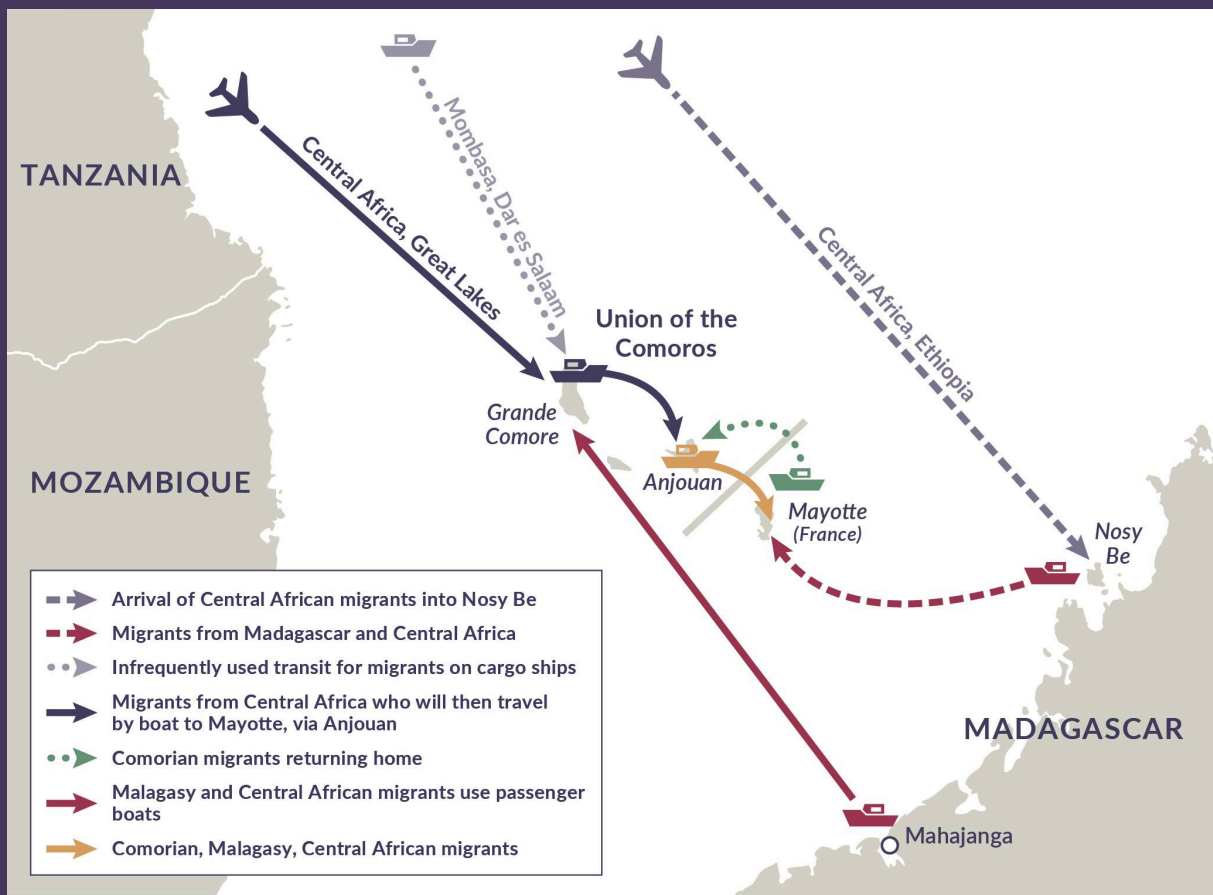 Mombasa, Dar es Salaam
Central Africa, Great Lakes
TANZANIA
Central Africa, Ethiopia
Union of the
Comoros
Grande
Comore
MOZAMBIQUE
Anjouan
Mayotte
(France)
Nosy
Be
Arrival of Central African migrants into Nosy Be
Migrants from Madagascar and Central Africa
Infrequently used transit for migrants on cargo ships
Migrants from Central Africa who will then travel
by boat to Mayotte, via Anjouan
Comorian migrants returning home
Malagasy and Central African migrants use passenger
boats
Comorian, Malagasy, Central African migrants
MADAGASCAR
Mahajanga